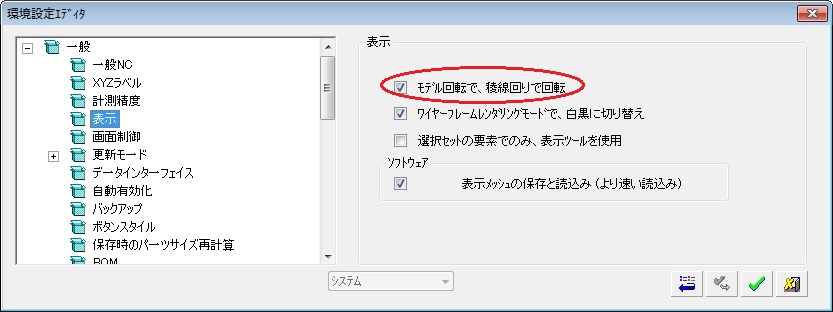 環境設定ｴﾃﾞｨﾀ
一般
一般NC
XYZラベル
計測精度
表示
画面制御
更新モード
データインターフェイス
自動有効化
バックアップ
ボタンスタイル
保存時のパーツサイズ再計算
BOM
表示
ﾓﾃﾞﾙ回転で、稜線回りで回転
ﾜｲﾔｰﾌﾚｰﾑﾚﾝﾀﾞﾘﾝｸﾞﾓｰﾄﾞで、白黒に切り替え
選択ｾｯﾄの要素でのみ、表示ﾂｰﾙを使用
ｿﾌﾄｳｪｱ
表示ﾒｯｼｭの保存と読込み (より速い読込み)
ｼｽﾃﾑ